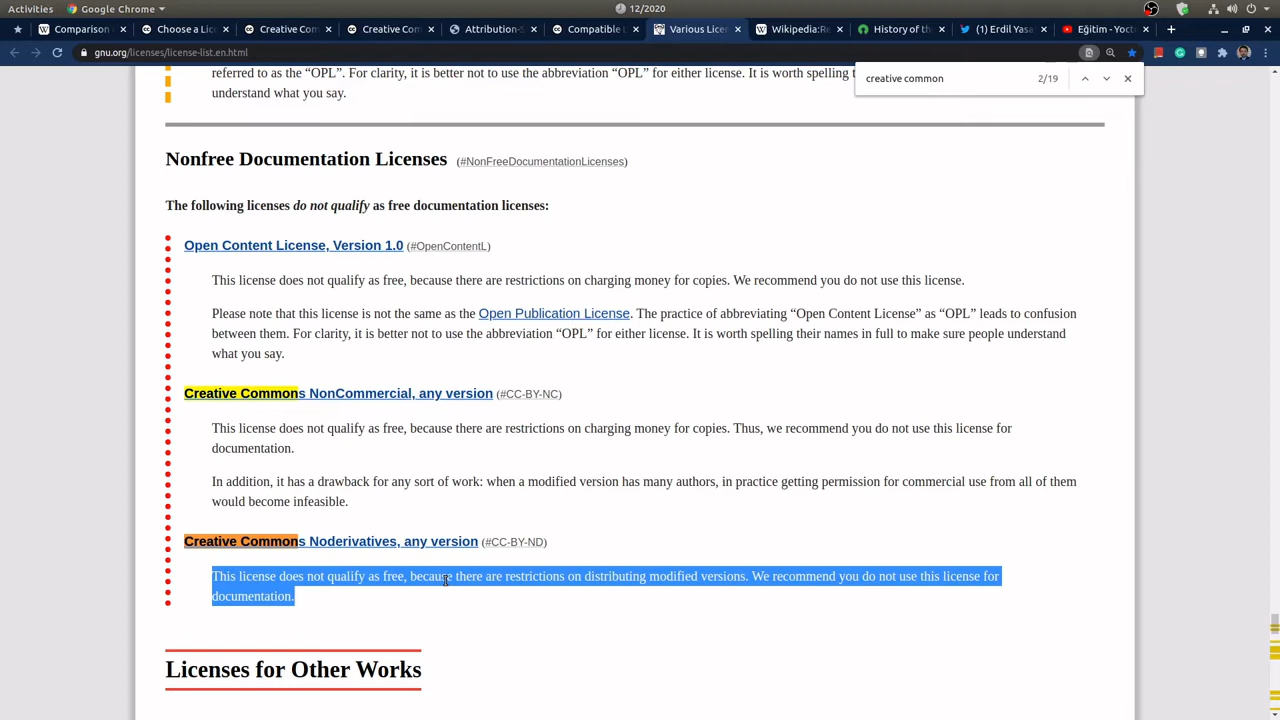 Activities Google Chrome 12/2020
Comparison Choose a Lice Creative Com Creative Com Attribution-S Compatible L Various Licen Wikipedia:Re History of the (1) Erdil Yasa Eğitim - Yocto
gnu.org/licenses/license-list.en.html
referred to as the “OPL”. For clarity, it is better not to use the abbreviation “OPL” for either license. It is worth spelling
creative common 2/19
understand what you say.
Nonfree Documentation Licenses (#NonFreeDocumentationLicenses)
The following licenses do not qualify as free documentation licenses:
Open Content License, Version 1.0 (#OpenContentL)
This license does not qualify as free, because there are restrictions on charging money for copies. We recommend you do not use this license.
Please note that this license is not the same as the Open Publication License. The practice of abbreviating “Open Content License” as “OPL” leads to confusion
between them. For clarity, it is better not to use the abbreviation “OPL” for either license. It is worth spelling their names in full to make sure people understand
what you say.
Creative Commons NonCommercial, any version (#CC-BY-NC)
This license does not qualify as free, because there are restrictions on charging money for copies. Thus, we recommend you do not use this license for
documentation.
In addition, it has a drawback for any sort of work: when a modified version has many authors, in practice getting permission for commercial use from all of them
would become infeasible.
Creative Commons Noderivatives, any version (#CC-BY-ND)
This license does not qualify as free, because there are restrictions on distributing modified versions. We recommend you do not use this license for
documentation.
Licenses for Other Works